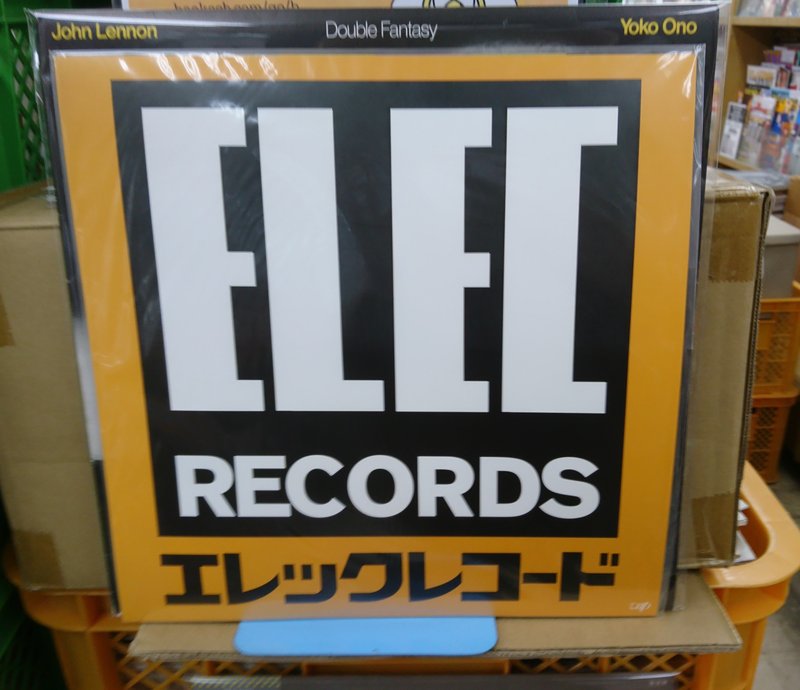 John Lennon
Double Fantasy
Yoko Ono
ELEC
RECORDS
エレックレコード